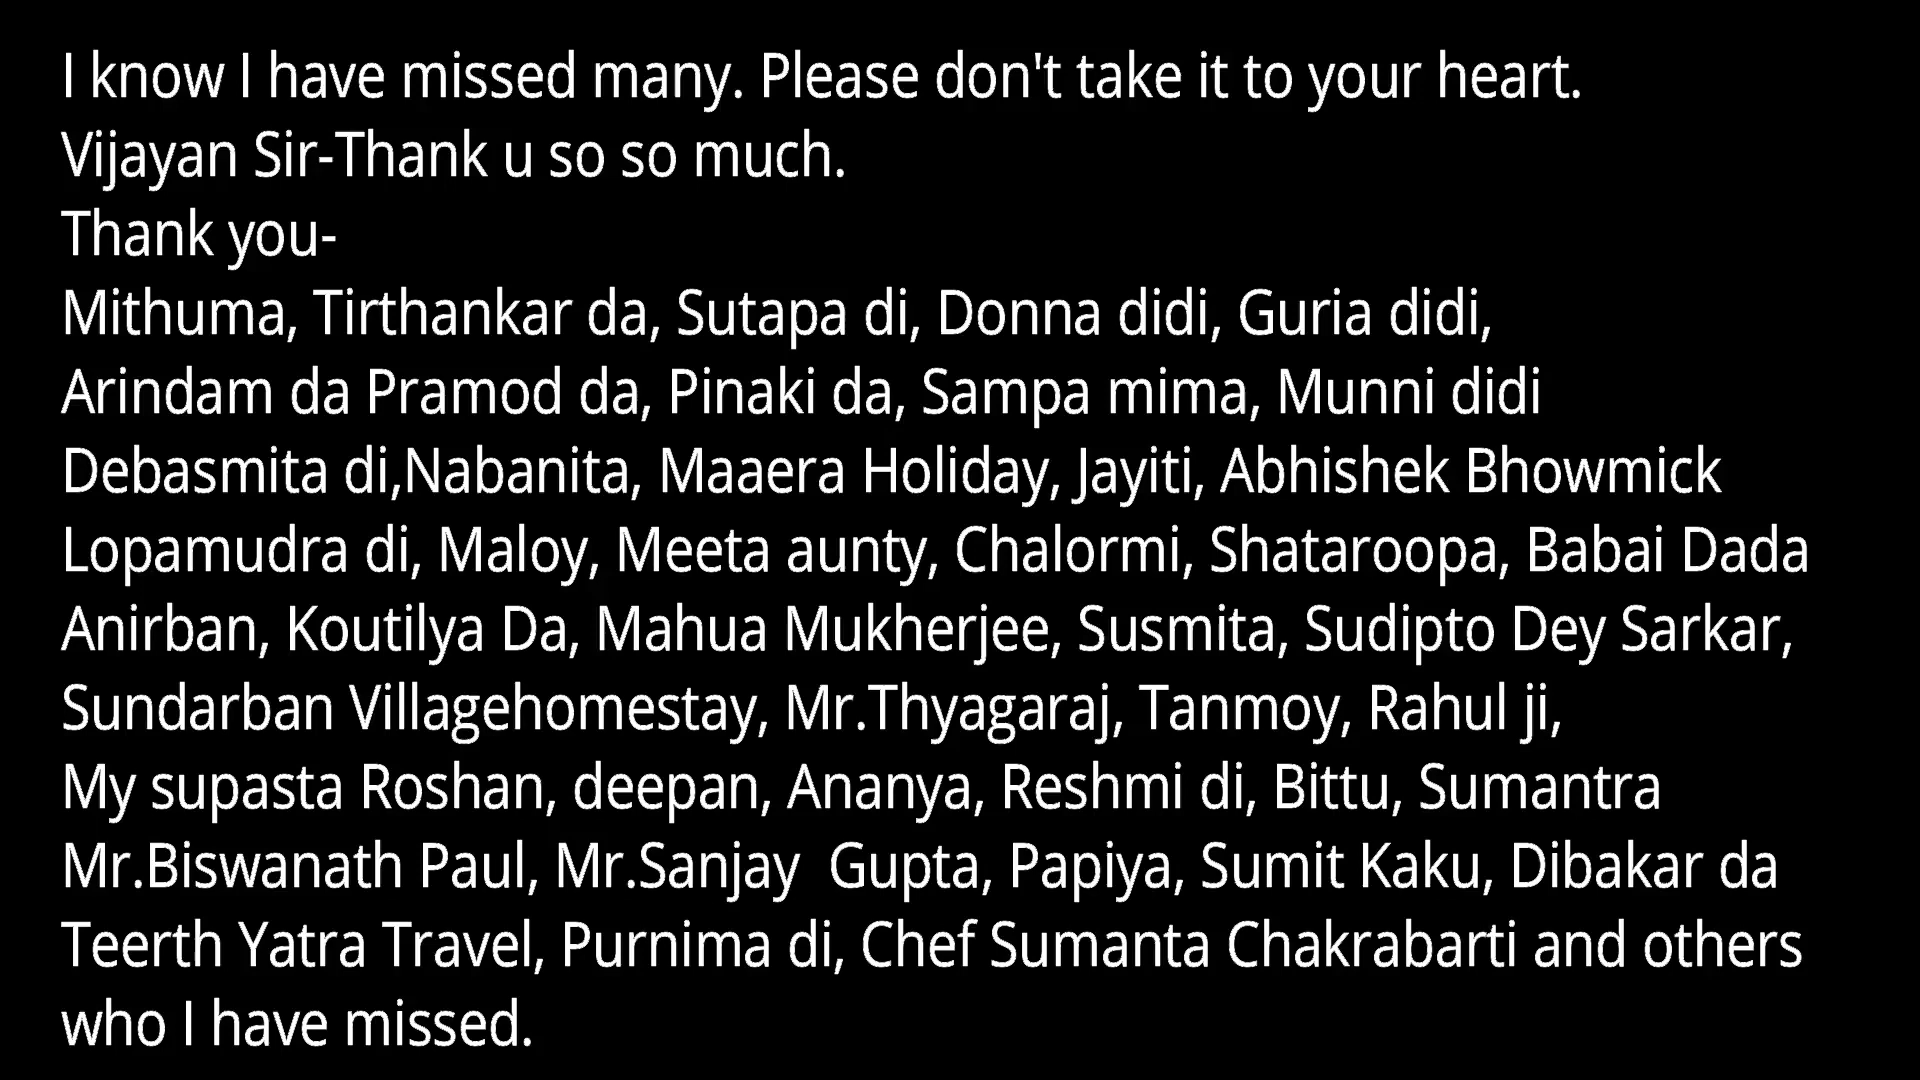 I know I have missed many. Please don't take it to your heart.
Vijayan Sir-Thank u so so much.
Thank you-
Mithuma, Tirthankar da, Sutapa di, Donna didi, Guria didi,
Arindam da Pramod da, Pinaki da, Sampa mima, Munni didi
Debasmita di,Nabanita, Maaera Holiday, Jayiti, Abhishek Bhowmick
Lopamudra di, Maloy, Meeta aunty, Chalormi, Shataroopa, Babai Dada
Anirban, Koutilya Da, Mahua Mukherjee, Susmita, Sudipto Dey Sarkar,
Sundarban Villagehomestay, Mr.Thyagaraj, Tanmoy, Rahul ji,
My supasta Roshan, deepan, Ananya, Reshmi di, Bittu, Sumantra
Mr.Biswanath Paul, Mr.Sanjay  Gupta, Papiya, Sumit Kaku, Dibakar da
Teerth Yatra Travel, Purnima di, Chef Sumanta Chakrabarti and others
who I have missed.